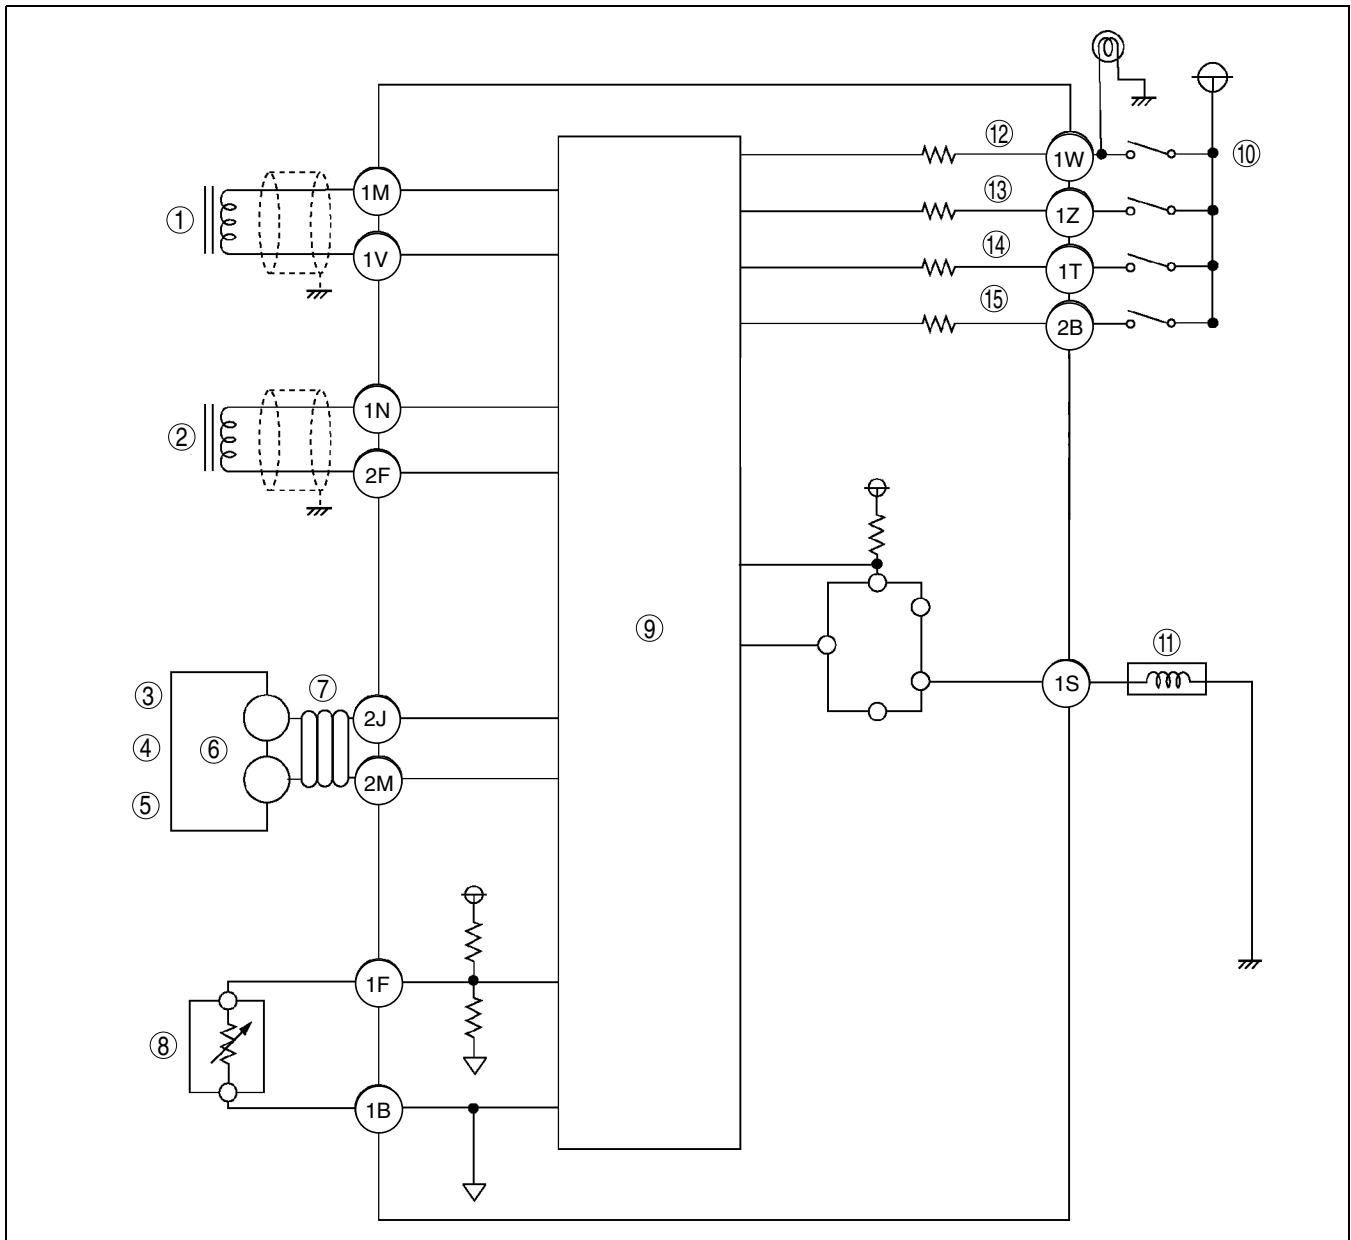 ⑫
1W
⑩
1M
①
⑬
1Z
1V
⑭
1T
⑮
2B
1N
②
2F
⑨
⑪
1S
③
⑦
2J
④
⑥
2M
⑤
1F
⑧
1B